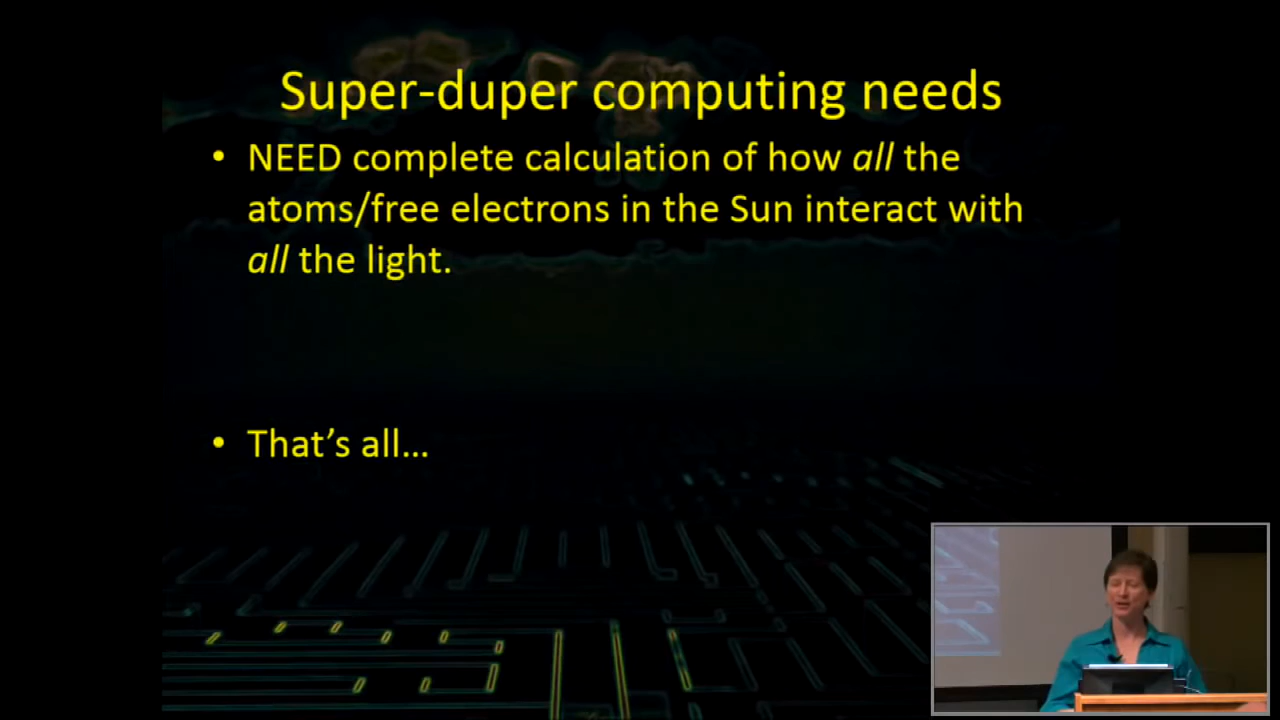 Super-duper computing needs
• NEED complete calculation of how all the
atoms/free electrons in the Sun interact with
all the light.
• That’s all…